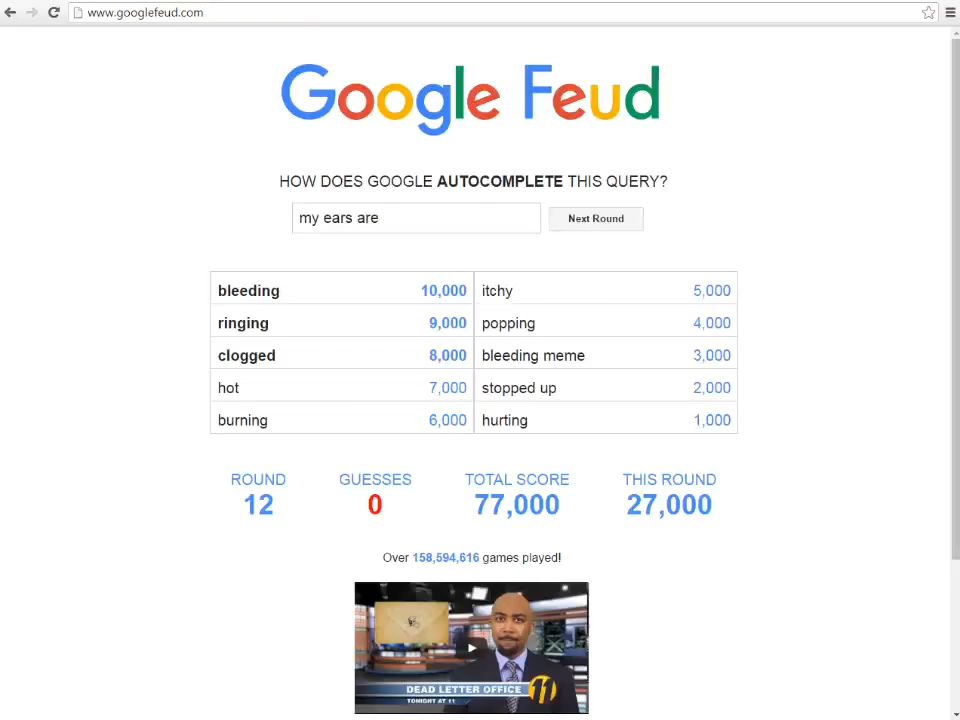 www.googlefeud.com
Google Feud
HOW DOES GOOGLE AUTOCOMPLETE THIS QUERY?
my ears are
Next Round
bleeding 10,000 itchy 5,000
ringing 9,000 popping 4,000
clogged 8,000 bleeding meme 3,000
hot 7,000 stopped up 2,000
burning 6,000 hurting 1,000
ROUND GUESSES TOTAL SCORE THIS ROUND
12 0 77,000 27,000
Over 158,594,616 games played!
DEAD LETTER OFFICE 11
TONIGHT AT 11